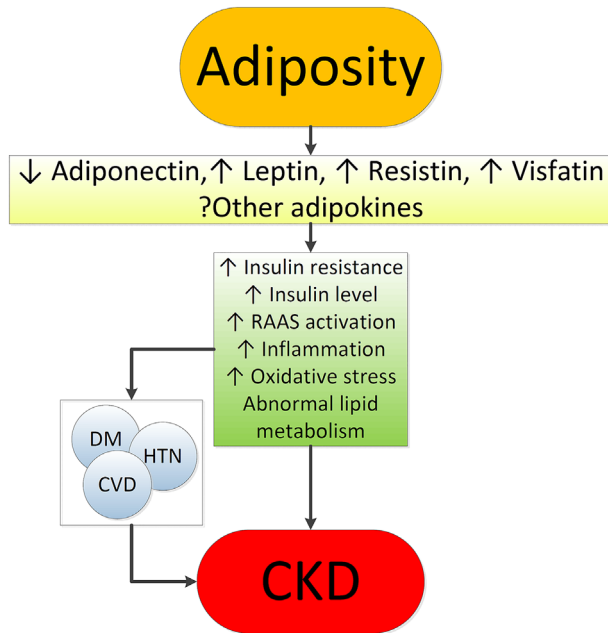 Adiposity
↓ Adiponectin,↑ Leptin, ↑ Resistin, ↑ Visfatin
?Other adipokines
↑ Insulin resistance
↑ Insulin level
↑ RAAS activation
↑ Inflammation
↑ Oxidative stress
Abnormal lipid
metabolism
DM
HTN
CVD
CKD